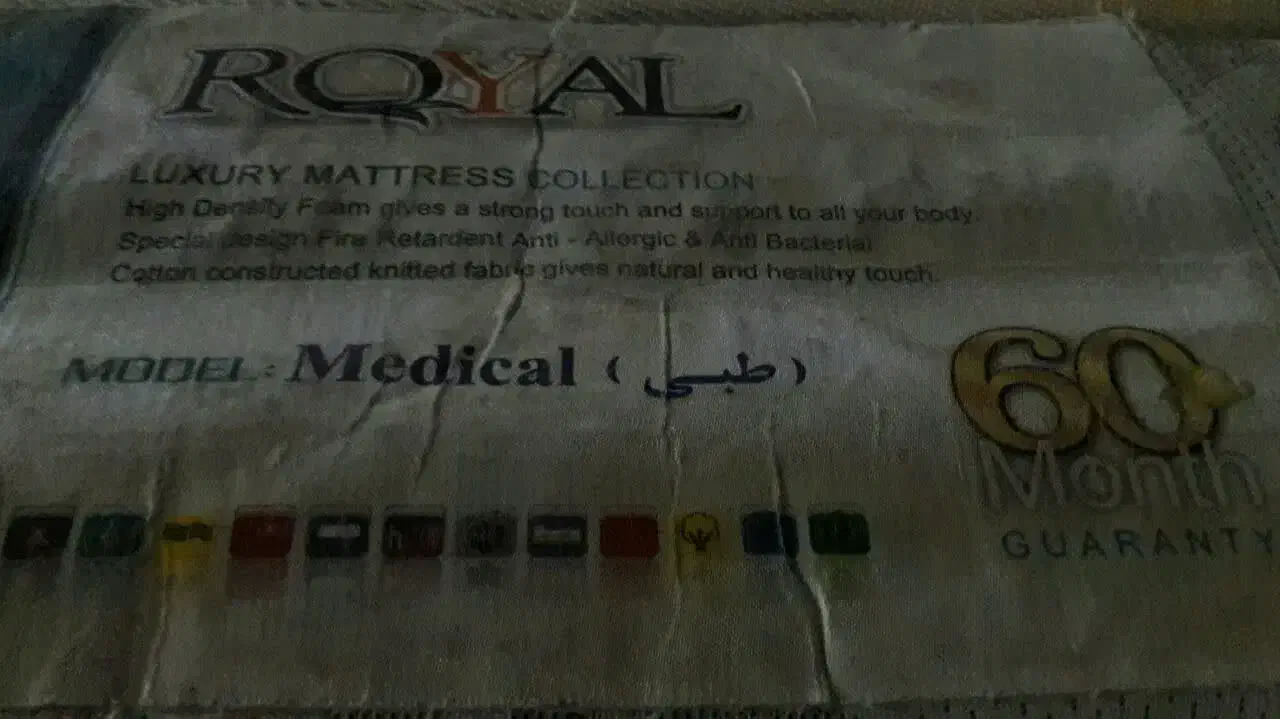 ROYAL
LUXURY MATTRESS COLLECTION
High Density Foam gives a strong touch and support to all your body.
Special design Fire Retardent Anti - Allergic & Anti Bacterial
Cotton constructed knitted fabric gives natural and healthy touch.
MODEL: Medical (طبي)
60
Month
GUARANTY